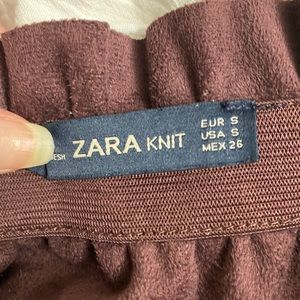 ZARA KNIT
EUR S
USA S
MEX 26